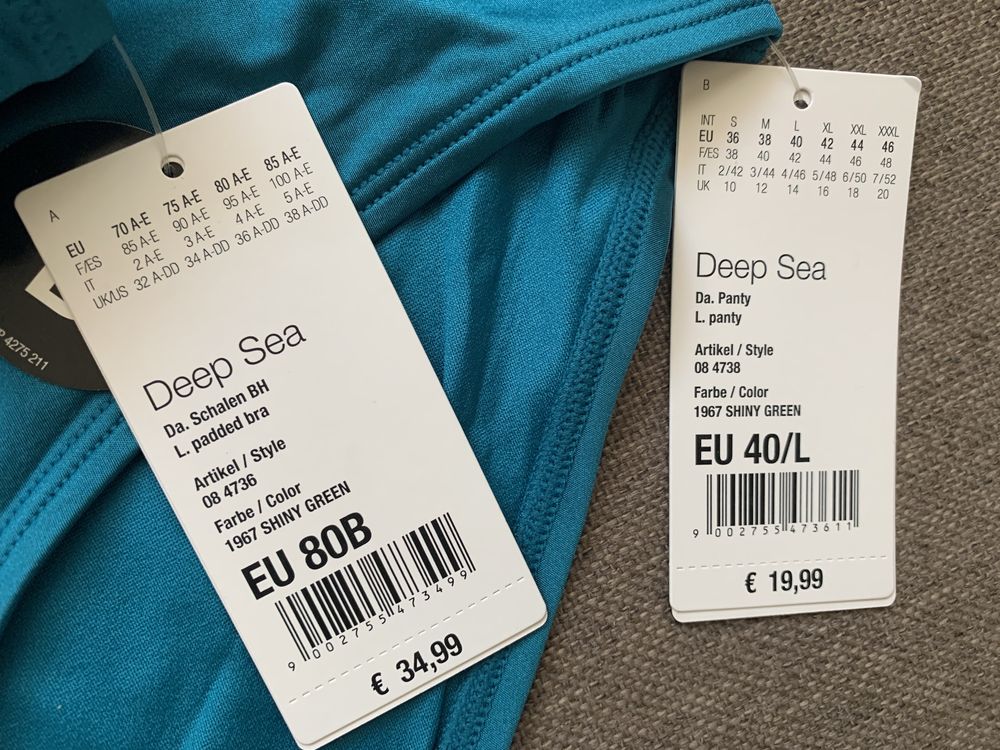 A
EU 70 A-E 75 A-E 80 A-E 85 A-E
F/ES 85 A-E 90 A-E 95 A-E 100 A-E
IT 2 A-E 3 A-E 4 A-E 5 A-E
UK/US 32 A-DD 34 A-DD 36 A-DD 38 A-DD
Deep Sea
Da. Schalen BH
L. padded bra
Artikel / Style
08 4736
Farbe / Color
1967 SHINY GREEN
EU 80B
9 002755 473499
€ 34,99
4275 211
B
INT S M L XL XXL XXXL
EU 36 38 40 42 44 46
F/ES 38 40 42 44 46 48
IT 2/42 3/44 4/46 5/48 6/50 7/52
UK 10 12 14 16 18 20
Deep Sea
Da. Panty
L. panty
Artikel / Style
08 4738
Farbe / Color
1967 SHINY GREEN
EU 40/L
9 002755 473611
€ 19,99